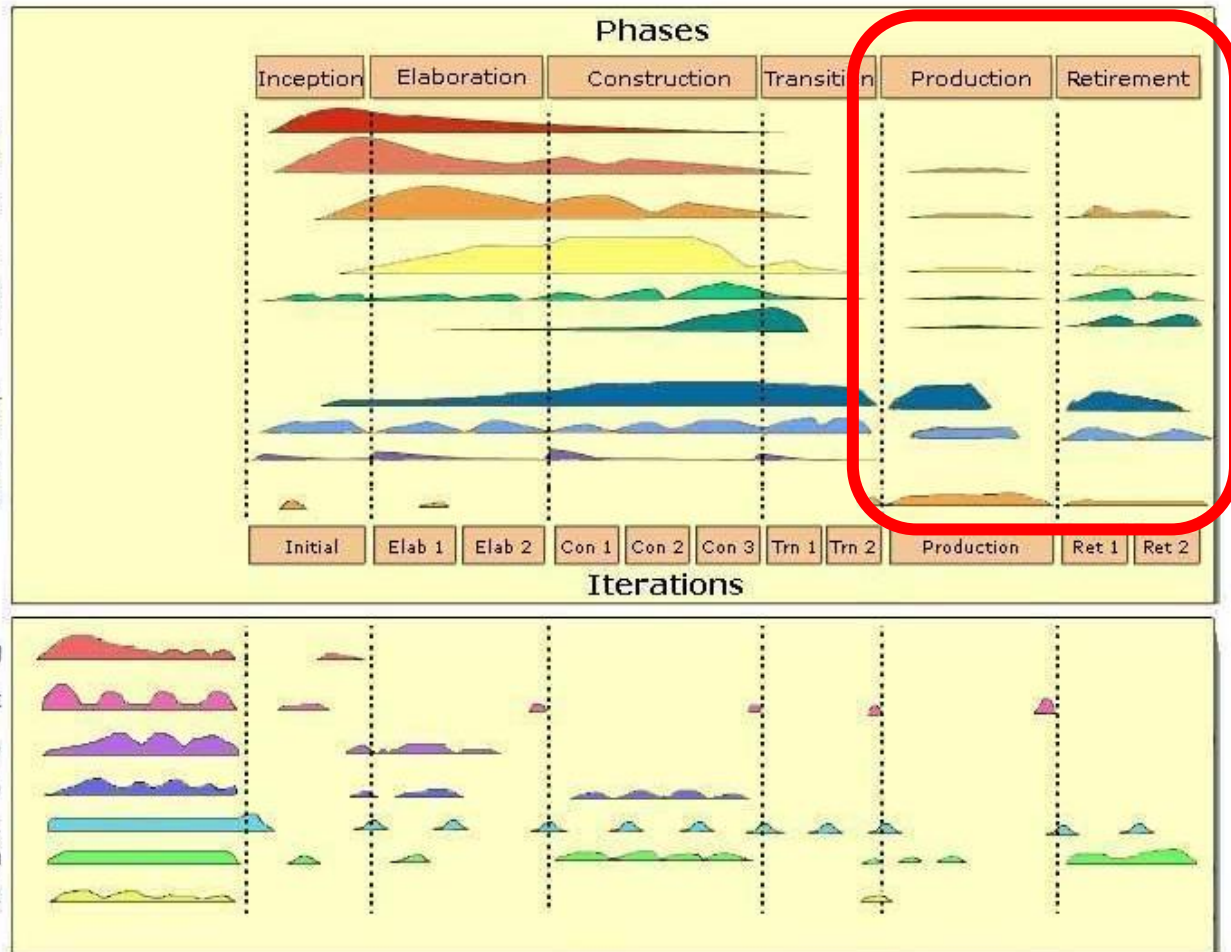 Phases
Inception Elaboration Construction Transition Production Retirement
Initial Elab 1 Elab 2 Con 1 Con 2 Con 3 Trn 1 Trn 2 Production Ret 1 Ret 2
Iterations